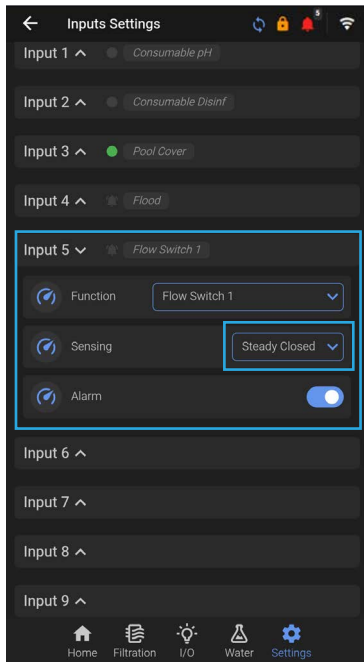 Inputs Settings
5
Input 1 Consumable pH
Input 2 Consumable Disinf
Input 3 Pool Cover
Input 4 Flood
Input 5 Flow Switch 1
Function Flow Switch 1
Sensing Steady Closed
Alarm
Input 6
Input 7
Input 8
Input 9
Home Filtration I/O Water Settings